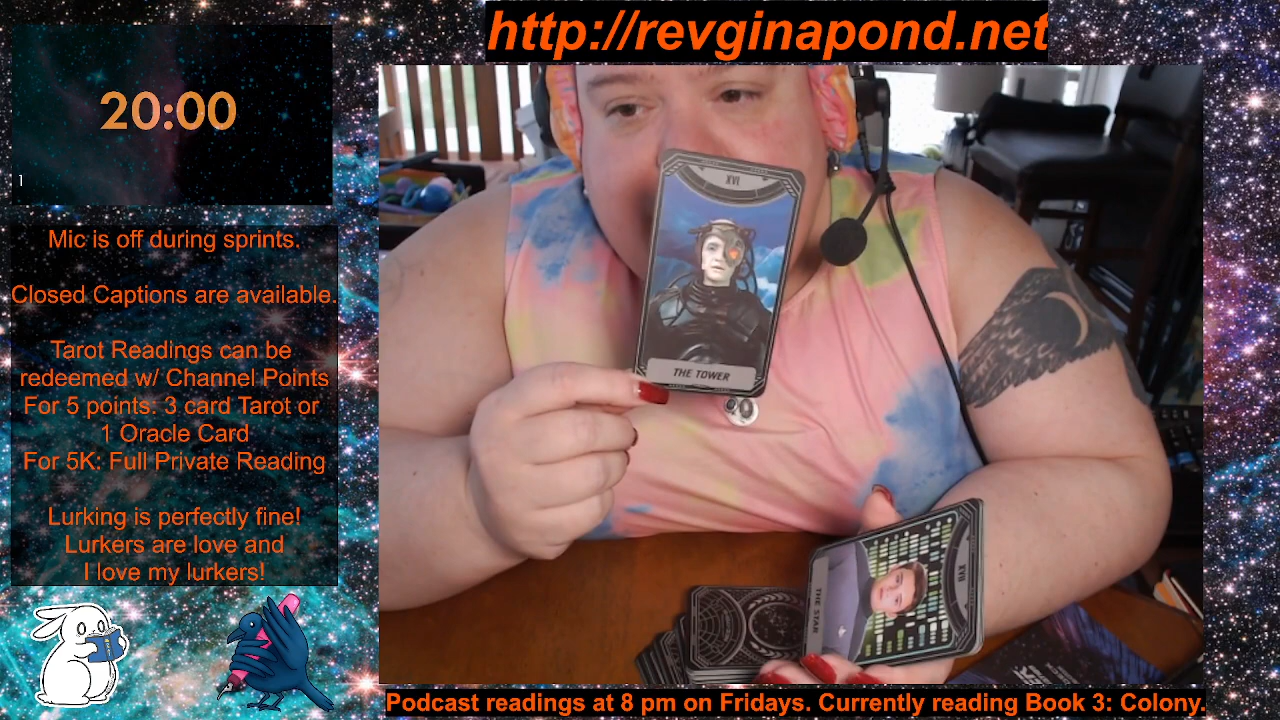 http://revginapond.net
20:00
1
Mic is off during sprints.
Closed Captions are available.
Tarot Readings can be
redeemed w/ Channel Points
For 5 points: 3 card Tarot or
1 Oracle Card
For 5K: Full Private Reading
Lurking is perfectly fine!
Lurkers are love and
I love my lurkers!
XVI
THE TOWER
XVII
THE STAR
Podcast readings at 8 pm on Fridays. Currently reading Book 3: Colony.